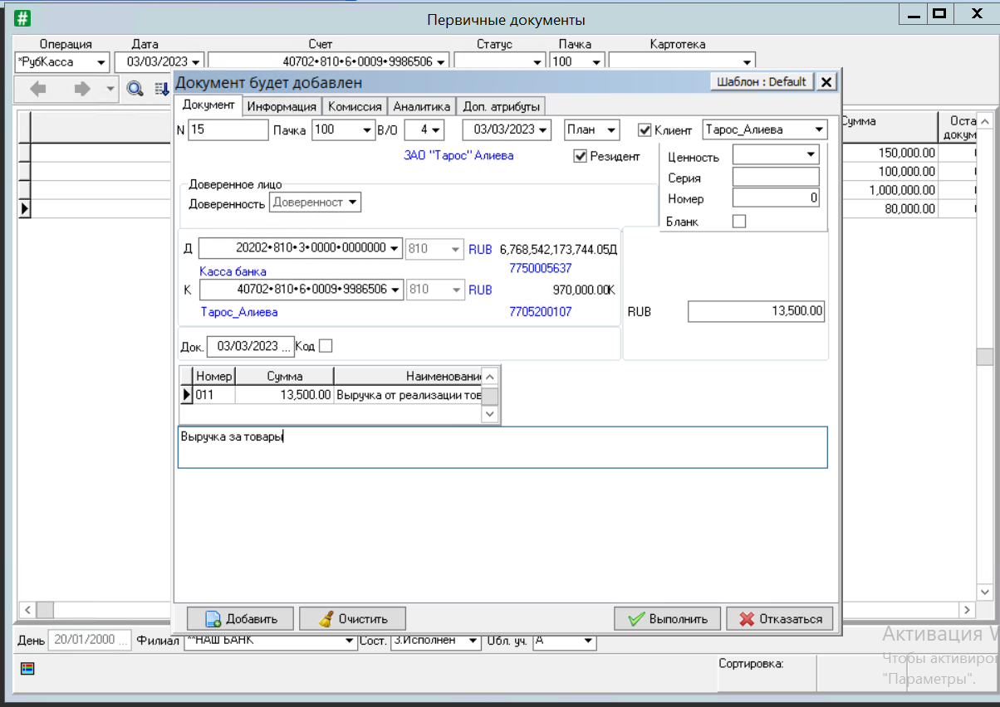 Первичные документы
Операция Дата Счет Статус Пачка Картотека
*РубКасса 03/03/2023 40702•810•6•0009•9986506 100
Документ будет добавлен Шаблон : Default
Документ Информация Комиссия Аналитика Доп. атрибуты
N 15 Пачка 100 В/О 4 03/03/2023 План Клиент Тарос_Алиева
ЗАО "Тарос" Алиева Резидент Ценность
Серия
Доверенное лицо
Доверенность Доверенност Номер 0
Бланк
Д 20202•810•3•0000•0000000 810 RUB 6,768,542,173,744.05Д
Касса банка 7750005637
К 40702•810•6•0009•9986506 810 RUB 970,000.00К
Тарос_Алиева 7705200107 RUB 13,500.00
Док. 03/03/2023 ... Код
Номер Сумма Наименовани
011 13,500.00 Выручка от реализации тов
Выручка за товары
Добавить Очистить Выполнить Отказаться
Сумма Оста
докум
150,000.00
100,000.00
1,000,000.00
80,000.00
День 20/01/2000 ... Филиал **НАШ БАНК Сост. 3.Исполнен Обл. уч. А
Сортировка:
Активация W
Чтобы активиро
"Параметры".